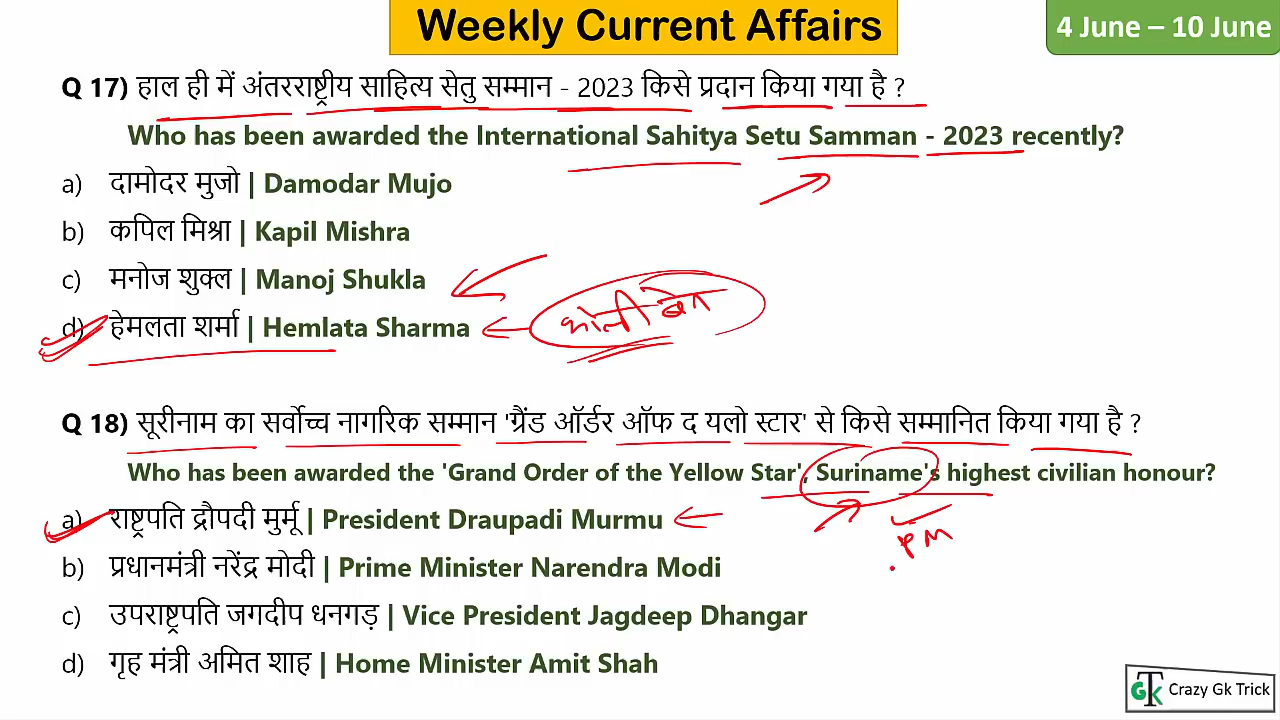 Weekly Current Affairs
4 June – 10 June
Q 17) हाल ही में अंतरराष्ट्रीय साहित्य सेतु सम्मान - 2023 किसे प्रदान किया गया है ?
Who has been awarded the International Sahitya Setu Samman - 2023 recently?
a) दामोदर मुजो | Damodar Mujo
b) कपिल मिश्रा | Kapil Mishra
c) मनोज शुक्ल | Manoj Shukla
d) हेमलता शर्मा | Hemlata Sharma
Q 18) सूरीनाम का सर्वोच्च नागरिक सम्मान 'ग्रैंड ऑर्डर ऑफ द यलो स्टार' से किसे सम्मानित किया गया है ?
Who has been awarded the 'Grand Order of the Yellow Star', Suriname's highest civilian honour?
a) राष्ट्रपति द्रौपदी मुर्मू | President Draupadi Murmu
PM
b) प्रधानमंत्री नरेंद्र मोदी | Prime Minister Narendra Modi
c) उपराष्ट्रपति जगदीप धनगड़ | Vice President Jagdeep Dhangar
d) गृह मंत्री अमित शाह | Home Minister Amit Shah
GTK Crazy Gk Trick